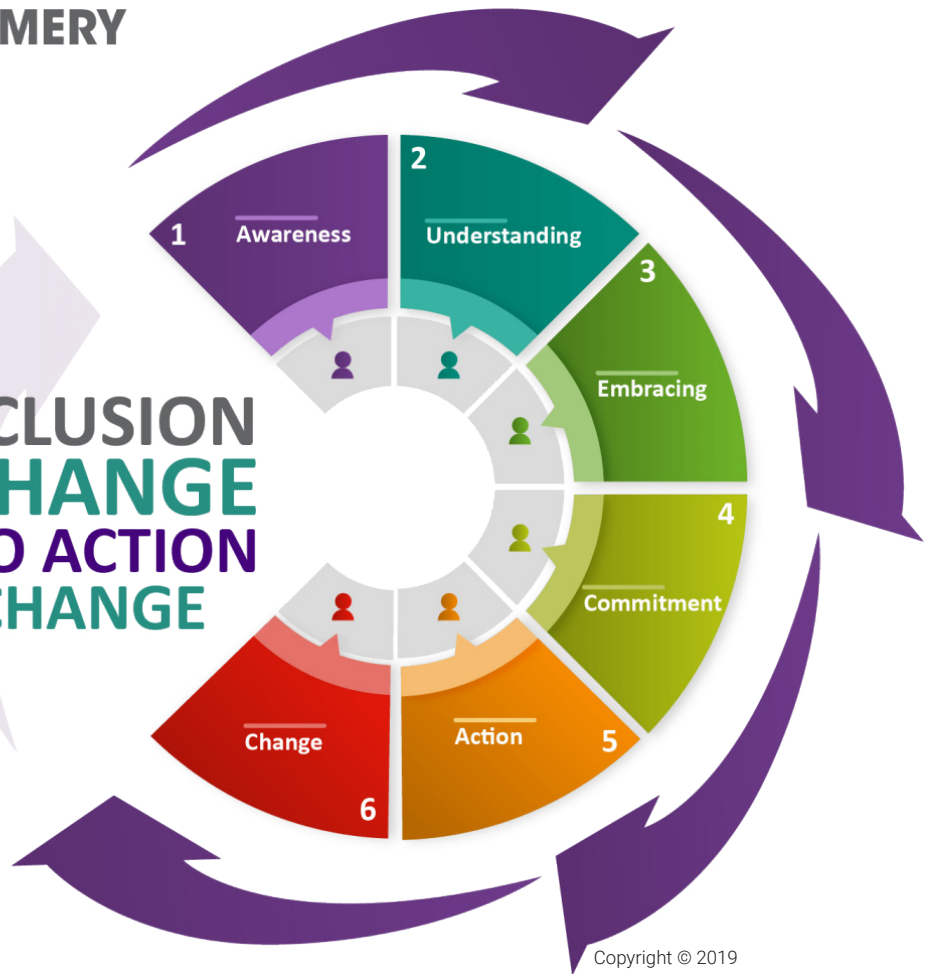 MERY
1
Awareness
2
Understanding
3
Embracing
4
Commitment
CLUSION
HANGE
O ACTION
CHANGE
5
Action
6
Change
Copyright © 2019